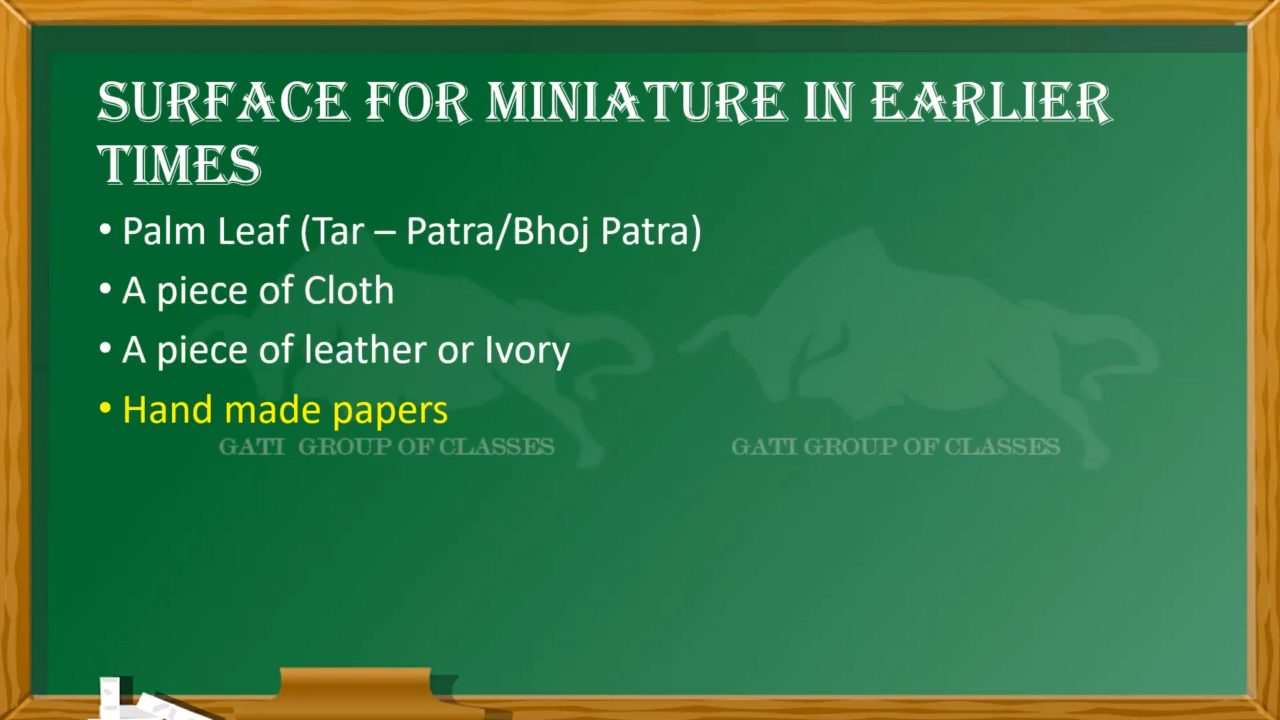 SURFACE FOR MINIATURE IN EARLIER
TIMES
• Palm Leaf (Tar – Patra/Bhoj Patra)
• A piece of Cloth
• A piece of leather or Ivory
• Hand made papers
GATI GROUP OF CLASSES
GATI GROUP OF CLASSES